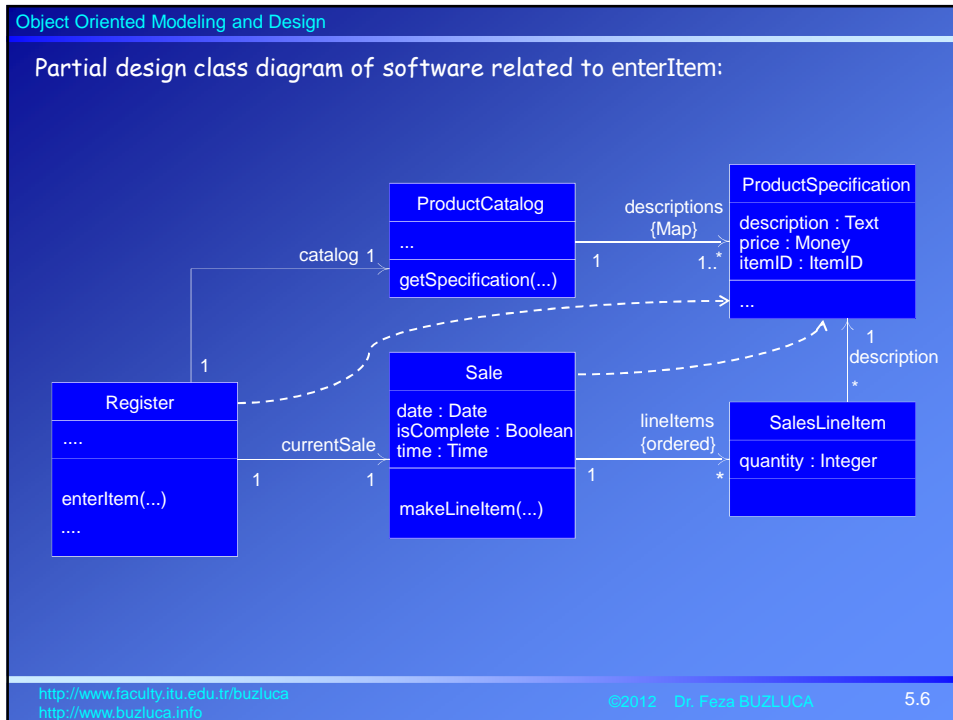 Object Oriented Modeling and Design
Partial design class diagram of software related to enterItem:
ProductCatalog
...
getSpecification(...)
descriptions
{Map}
1
1..*
ProductSpecification
description : Text
price : Money
itemID : ItemID
...
catalog 1
1
Register
....
enterItem(...)
....
currentSale
1
1
Sale
date : Date
isComplete : Boolean
time : Time
makeLineItem(...)
lineItems
{ordered}
1
*
1
description
*
SalesLineItem
quantity : Integer
http://www.faculty.itu.edu.tr/buzluca
http://www.buzluca.info
©2012 Dr. Feza BUZLUCA
5.6